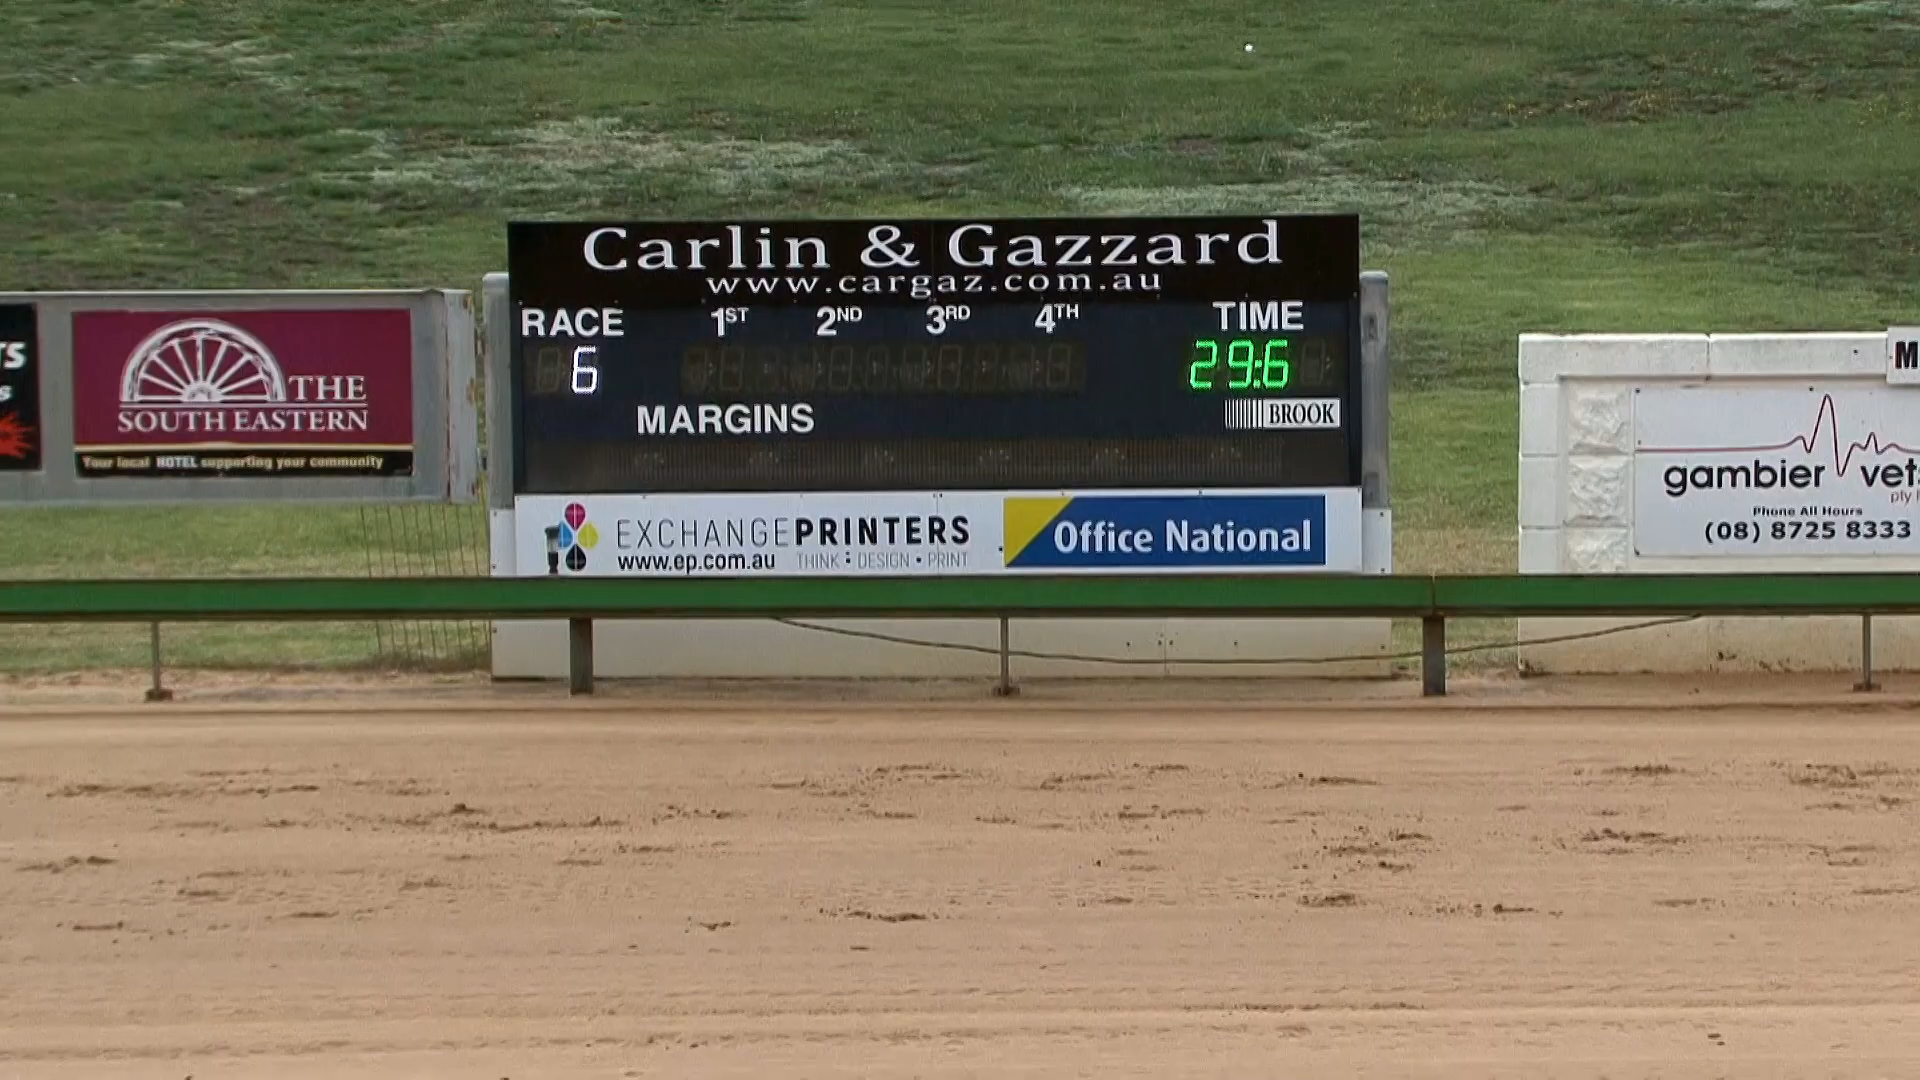 Carlin & Gazzard
www.cargaz.com.au
RACE 1ST 2ND 3RD 4TH TIME
6 29:6
MARGINS
BROOK
THE
SOUTH EASTERN
Your local HOTEL supporting your community
EXCHANGEPRINTERS
www.ep.com.au THINK : DESIGN • PRINT
Office National
M
gambier vets
Phone All Hours
(08) 8725 8333